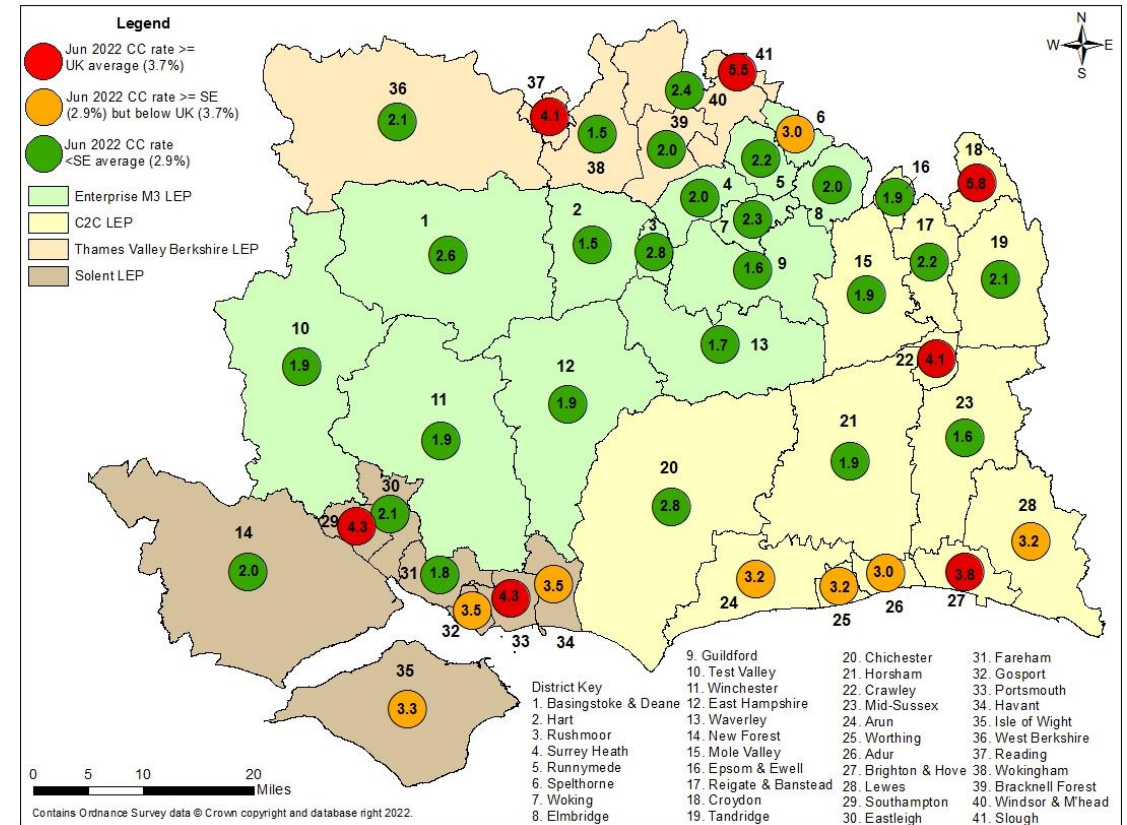 Legend
Jun 2022 CC rate >=
UK average (3.7%)
Jun 2022 CC rate >= SE
(2.9%) but below UK (3.7%)
Jun 2022 CC rate
<SE average (2.9%)
Enterprise M3 LEP
C2C LEP
Thames Valley Berkshire LEP
Solent LEP
N
W E
S
36
2.1
37
4.1
38
1.5
39
2.0
40
2.4
41
5.5
6
3.0
5
2.2
4
2.0
7
2.3
8
2.0
16
1.9
18
5.8
17
2.2
19
2.1
15
1.9
1
2.6
2
1.5
3
2.8
9
1.6
13
1.7
10
1.9
11
1.9
12
1.9
22
4.1
23
1.6
21
1.9
20
2.8
28
3.2
14
2.0
29
4.3
30
2.1
31
1.8
32
3.5
33
4.3
34
3.5
35
3.3
24
3.2
25
3.2
26
3.0
27
3.8
District Key
1. Basingstoke & Deane
2. Hart
3. Rushmoor
4. Surrey Heath
5. Runnymede
6. Spelthorne
7. Woking
8. Elmbridge
9. Guildford
10. Test Valley
11. Winchester
12. East Hampshire
13. Waverley
14. New Forest
15. Mole Valley
16. Epsom & Ewell
17. Reigate & Banstead
18. Croydon
19. Tandridge
20. Chichester
21. Horsham
22. Crawley
23. Mid-Sussex
24. Arun
25. Worthing
26. Adur
27. Brighton & Hove
28. Lewes
29. Southampton
30. Eastleigh
31. Fareham
32. Gosport
33. Portsmouth
34. Havant
35. Isle of Wight
36. West Berkshire
37. Reading
38. Wokingham
39. Bracknell Forest
40. Windsor & M'head
41. Slough
0 5 10 20
Miles
Contains Ordnance Survey data © Crown copyright and database right 2022.